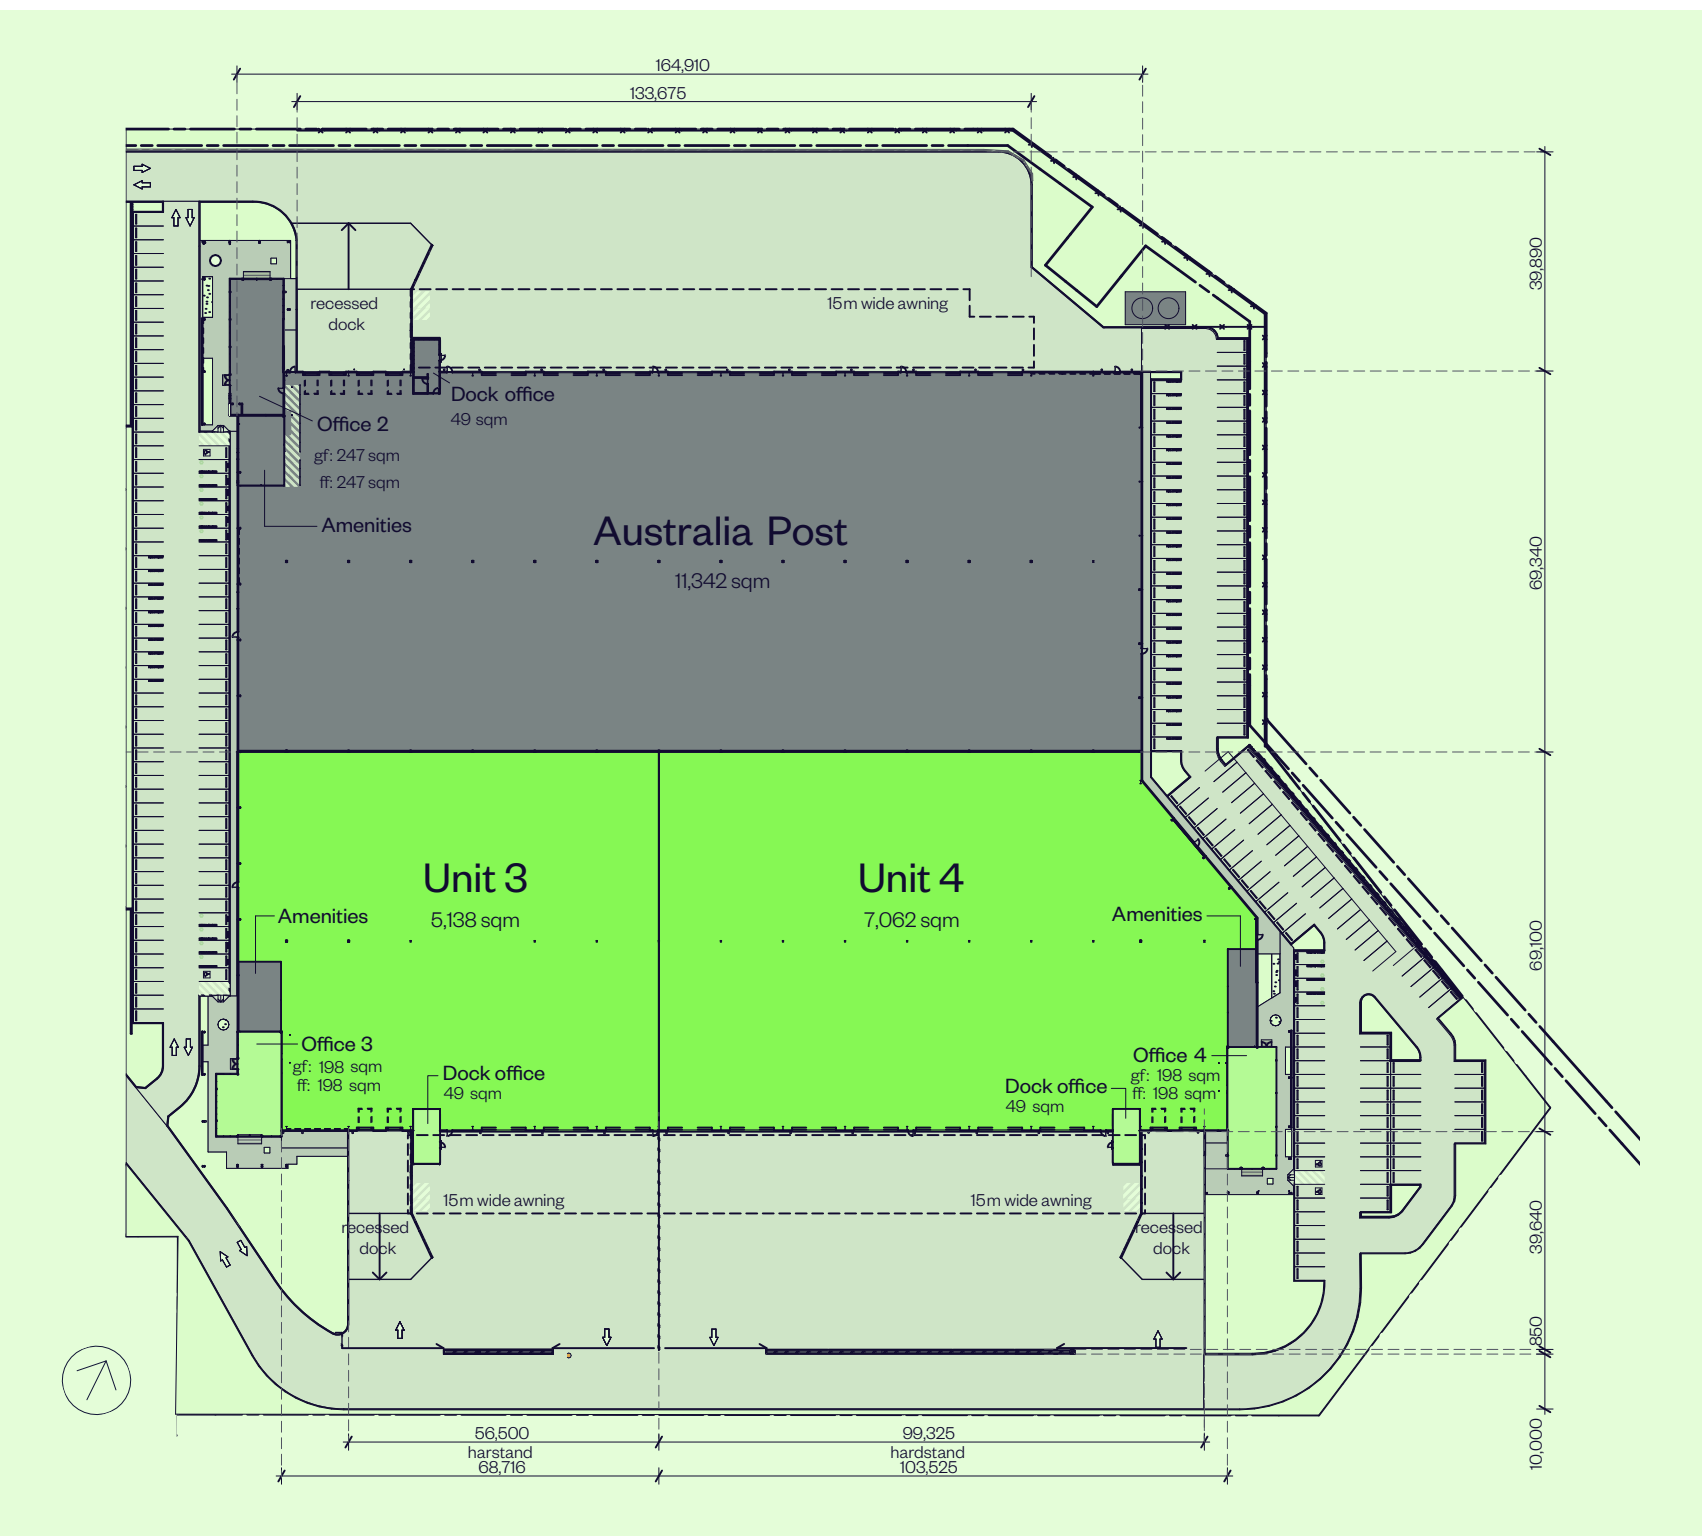 164,910
133,675
39,890
recessed
dock
15m wide awning
Dock office
49 sqm
Office 2
gf: 247 sqm
ff: 247 sqm
Amenities
Australia Post
11,342 sqm
69,340
Unit 3
5,138 sqm
Unit 4
7,062 sqm
Amenities
Amenities
69,100
Office 3
gf: 198 sqm
ff: 198 sqm
Dock office
49 sqm
Office 4
gf: 198 sqm
ff: 198 sqm
Dock office
49 sqm
15m wide awning
15m wide awning
recessed
dock
recessed
dock
39,640
850
10,000
56,500
harstand
68,716
99,325
hardstand
103,525